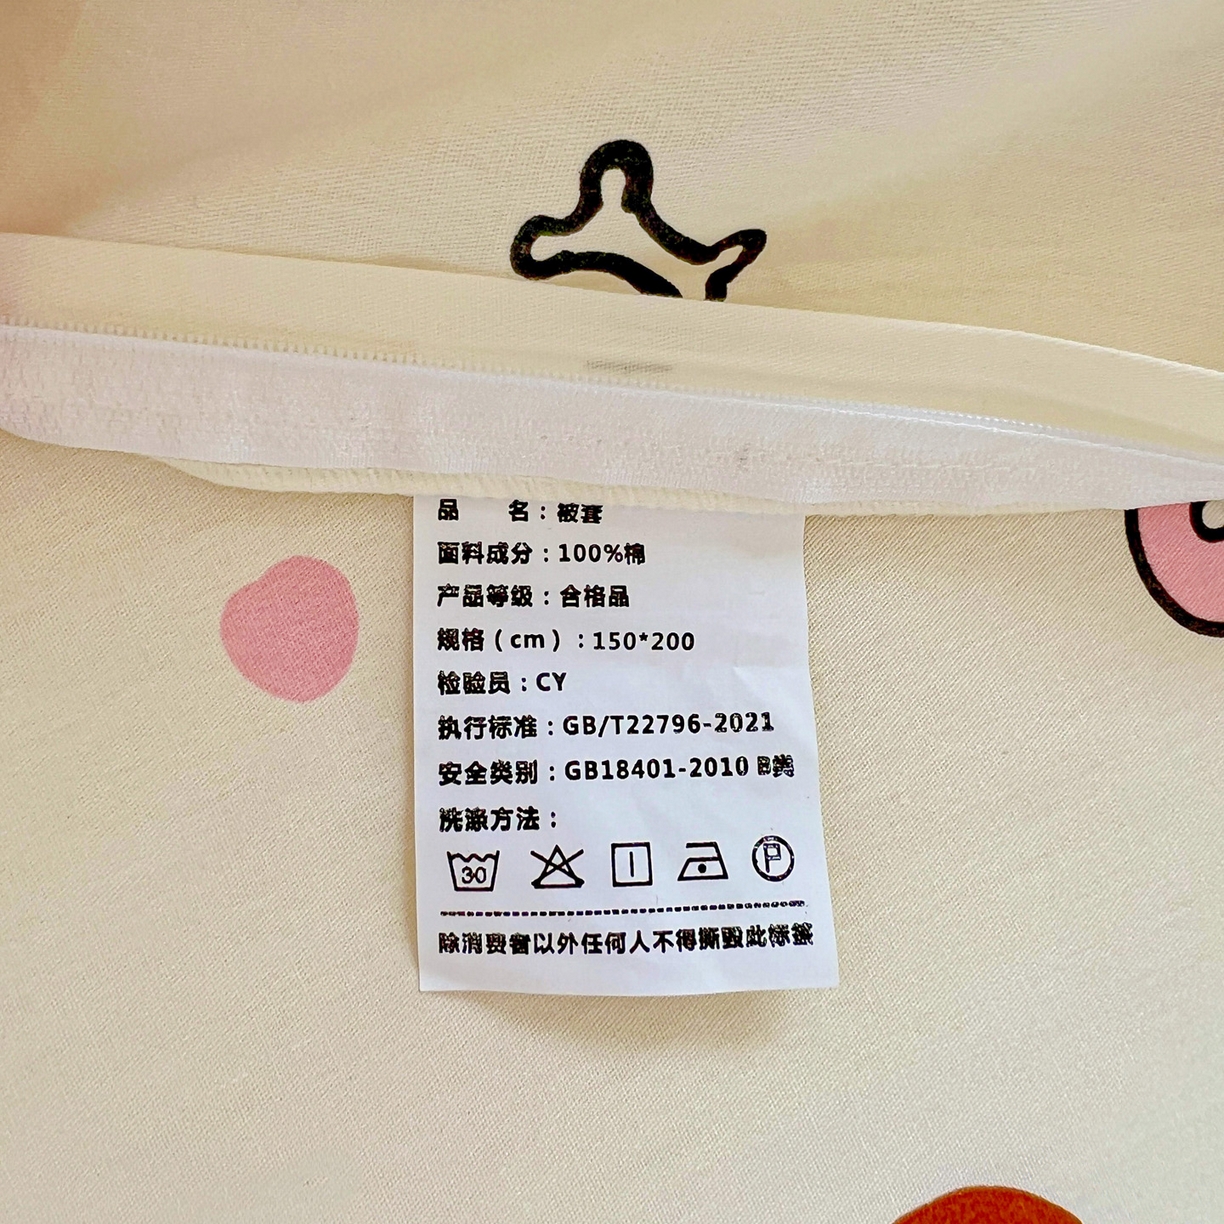 品 名：被套
面料成分：100%棉
产品等级：合格品
规格（cm）：150*200
检验员：CY
执行标准：GB/T22796-2021
安全类别：GB18401-2010 B类
洗涤方法：
30 P
除消费者以外任何人不得撕毁此标签